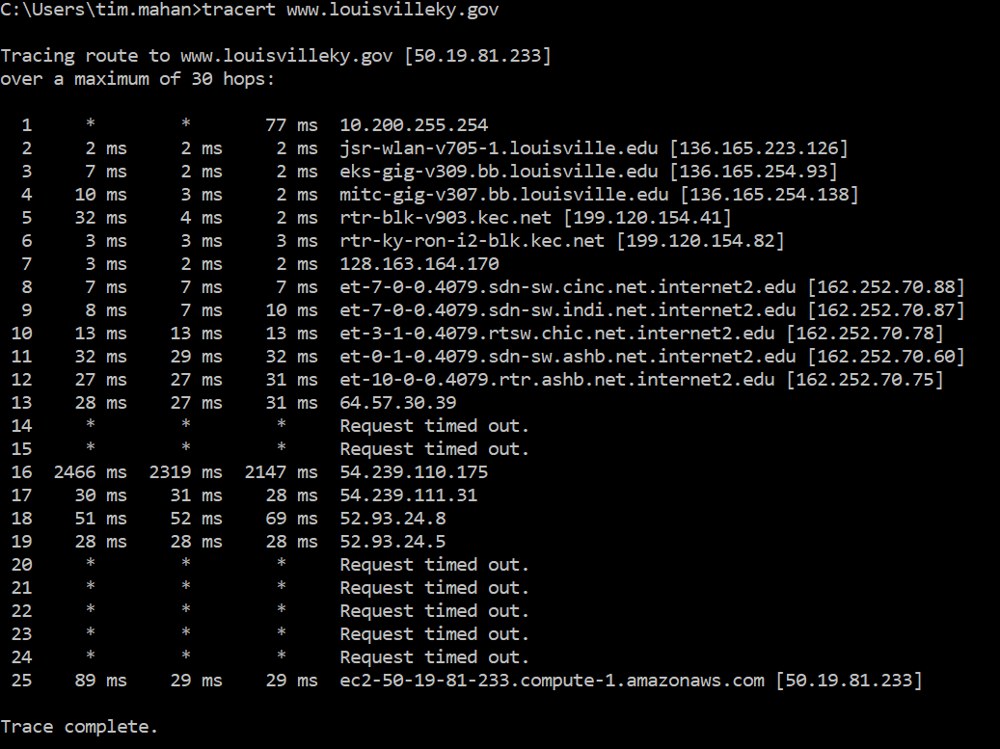 C:\Users\tim.mahan>tracert www.louisvilleky.gov
Tracing route to www.louisvilleky.gov [50.19.81.233]
over a maximum of 30 hops:
1 * * 77 ms 10.200.255.254
2 2 ms 2 ms 2 ms jsr-wlan-v705-1.louisville.edu [136.165.223.126]
3 7 ms 2 ms 2 ms eks-gig-v309.bb.louisville.edu [136.165.254.93]
4 10 ms 3 ms 2 ms mitc-gig-v307.bb.louisville.edu [136.165.254.138]
5 32 ms 4 ms 2 ms rtr-blk-v903.kec.net [199.120.154.41]
6 3 ms 3 ms 3 ms rtr-ky-ron-i2-blk.kec.net [199.120.154.82]
7 3 ms 2 ms 2 ms 128.163.164.170
8 7 ms 7 ms 7 ms et-7-0-0.4079.sdn-sw.cinc.net.internet2.edu [162.252.70.88]
9 8 ms 7 ms 10 ms et-7-0-0.4079.sdn-sw.indi.net.internet2.edu [162.252.70.87]
10 13 ms 13 ms 13 ms et-3-1-0.4079.rtsw.chic.net.internet2.edu [162.252.70.78]
11 32 ms 29 ms 32 ms et-0-1-0.4079.sdn-sw.ashb.net.internet2.edu [162.252.70.60]
12 27 ms 27 ms 31 ms et-10-0-0.4079.rtr.ashb.net.internet2.edu [162.252.70.75]
13 28 ms 27 ms 31 ms 64.57.30.39
14 * * * Request timed out.
15 * * * Request timed out.
16 2466 ms 2319 ms 2147 ms 54.239.110.175
17 30 ms 31 ms 28 ms 54.239.111.31
18 51 ms 52 ms 69 ms 52.93.24.8
19 28 ms 28 ms 28 ms 52.93.24.5
20 * * * Request timed out.
21 * * * Request timed out.
22 * * * Request timed out.
23 * * * Request timed out.
24 * * * Request timed out.
25 89 ms 29 ms 29 ms ec2-50-19-81-233.compute-1.amazonaws.com [50.19.81.233]
Trace complete.